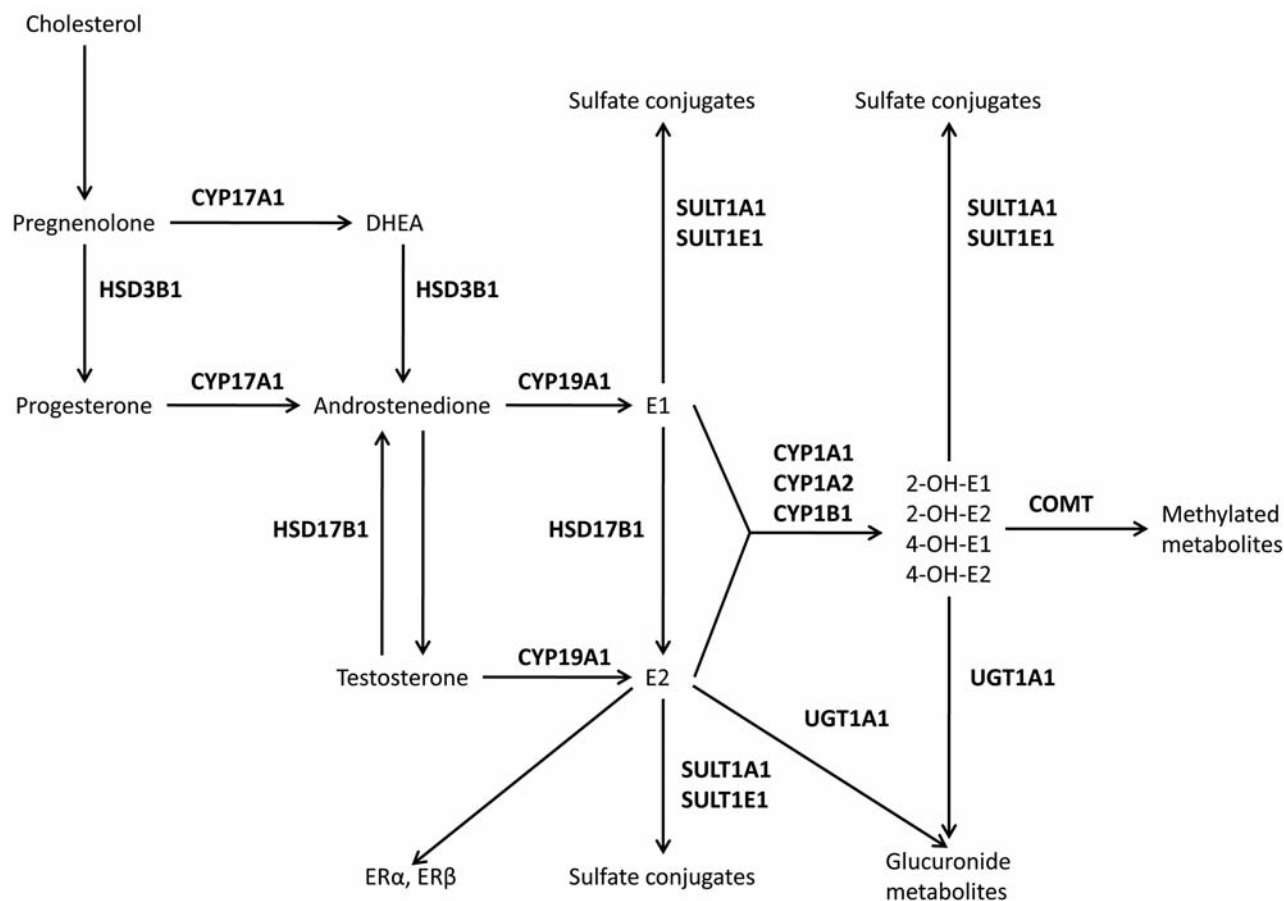 Cholesterol
Sulfate conjugates
Sulfate conjugates
CYP17A1
Pregnenolone
DHEA
SULT1A1
SULT1E1
SULT1A1
SULT1E1
HSD3B1
HSD3B1
CYP17A1
CYP19A1
Progesterone
Androstenedione
E1
CYP1A1
CYP1A2
CYP1B1
2-OH-E1
2-OH-E2
4-OH-E1
4-OH-E2
COMT
Methylated
metabolites
HSD17B1
HSD17B1
CYP19A1
Testosterone
E2
UGT1A1
UGT1A1
SULT1A1
SULT1E1
ERα, ERβ
Sulfate conjugates
Glucuronide
metabolites